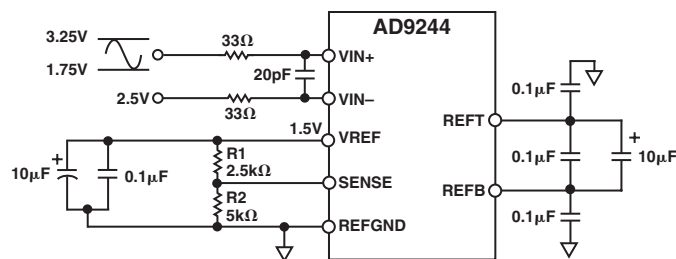 AD9244
3.25V
1.75V
33Ω
VIN+
20pF
2.5V
33Ω
VIN–
1.5V
VREF
R1
2.5kΩ
10µF
+
0.1µF
SENSE
R2
5kΩ
REFGND
REFT
REFB
0.1µF
0.1µF
+
10µF
0.1µF